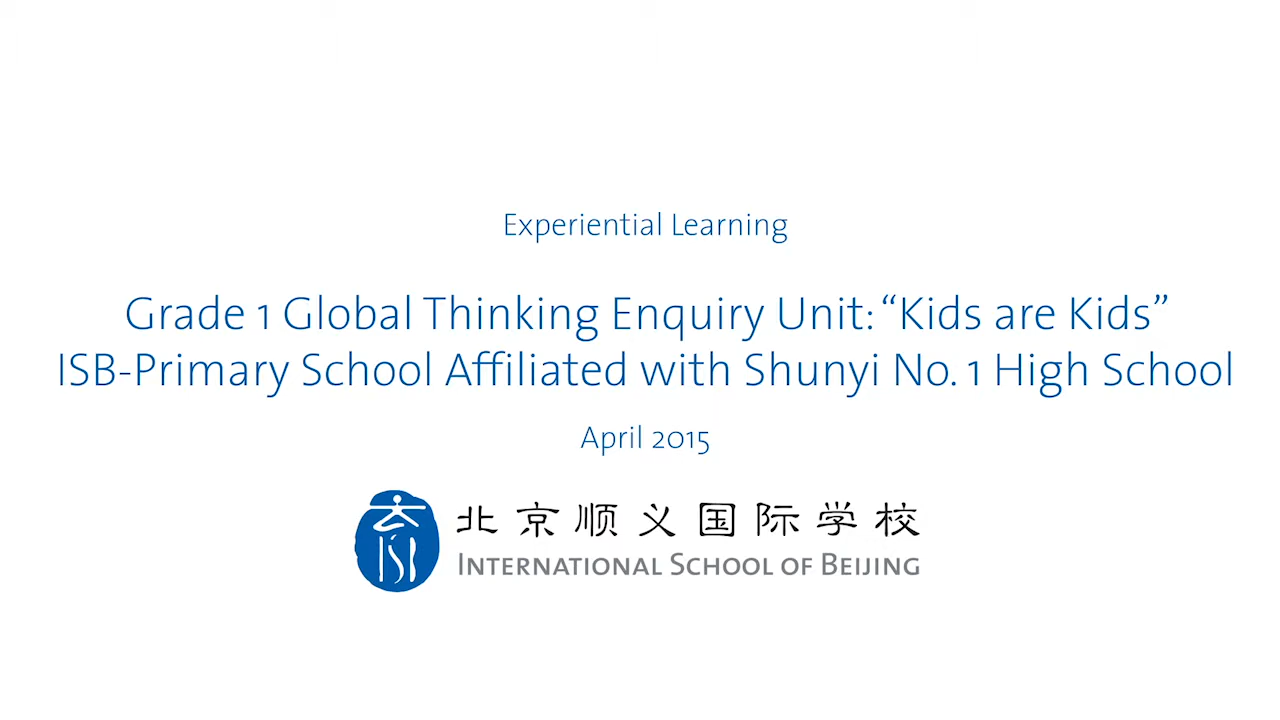 Experiential Learning
Grade 1 Global Thinking Enquiry Unit: “Kids are Kids”
ISB-Primary School Affiliated with Shunyi No. 1 High School
April 2015
ISB
北京顺义国际学校
INTERNATIONAL SCHOOL OF BEIJING